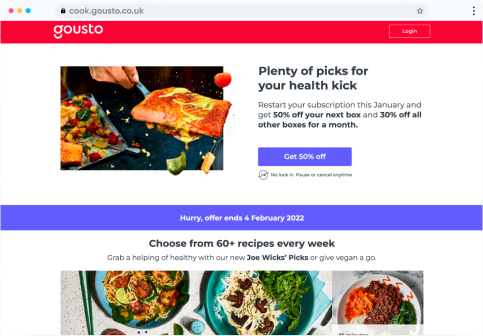 cook.gousto.co.uk
gousto
Login
Plenty of picks for
your health kick
Restart your subscription this January and
get 50% off your next box and 30% off all
other boxes for a month.
Get 50% off
No lock in. Pause or cancel anytime
Hurry, offer ends 4 February 2022
Choose from 60+ recipes every week
Grab a helping of healthy with our new Joe Wicks' Picks or give vegan a go.